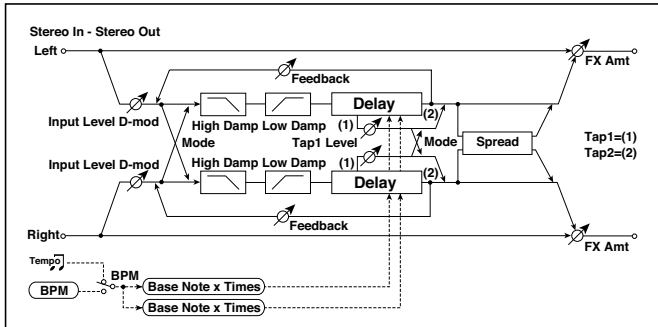 Stereo In - Stereo Out
Left
FX Amt
Feedback
Input Level D-mod
High Damp
Low Damp
Delay
(1)
(2)
Tap1 Level
Mode
Mode
Spread
Tap1=(1)
Tap2=(2)
Input Level D-mod
High Damp
Low Damp
(1)
Delay
(2)
Feedback
Right
FX Amt
Tempo
BPM
BPM
Base Note x Times
Base Note x Times